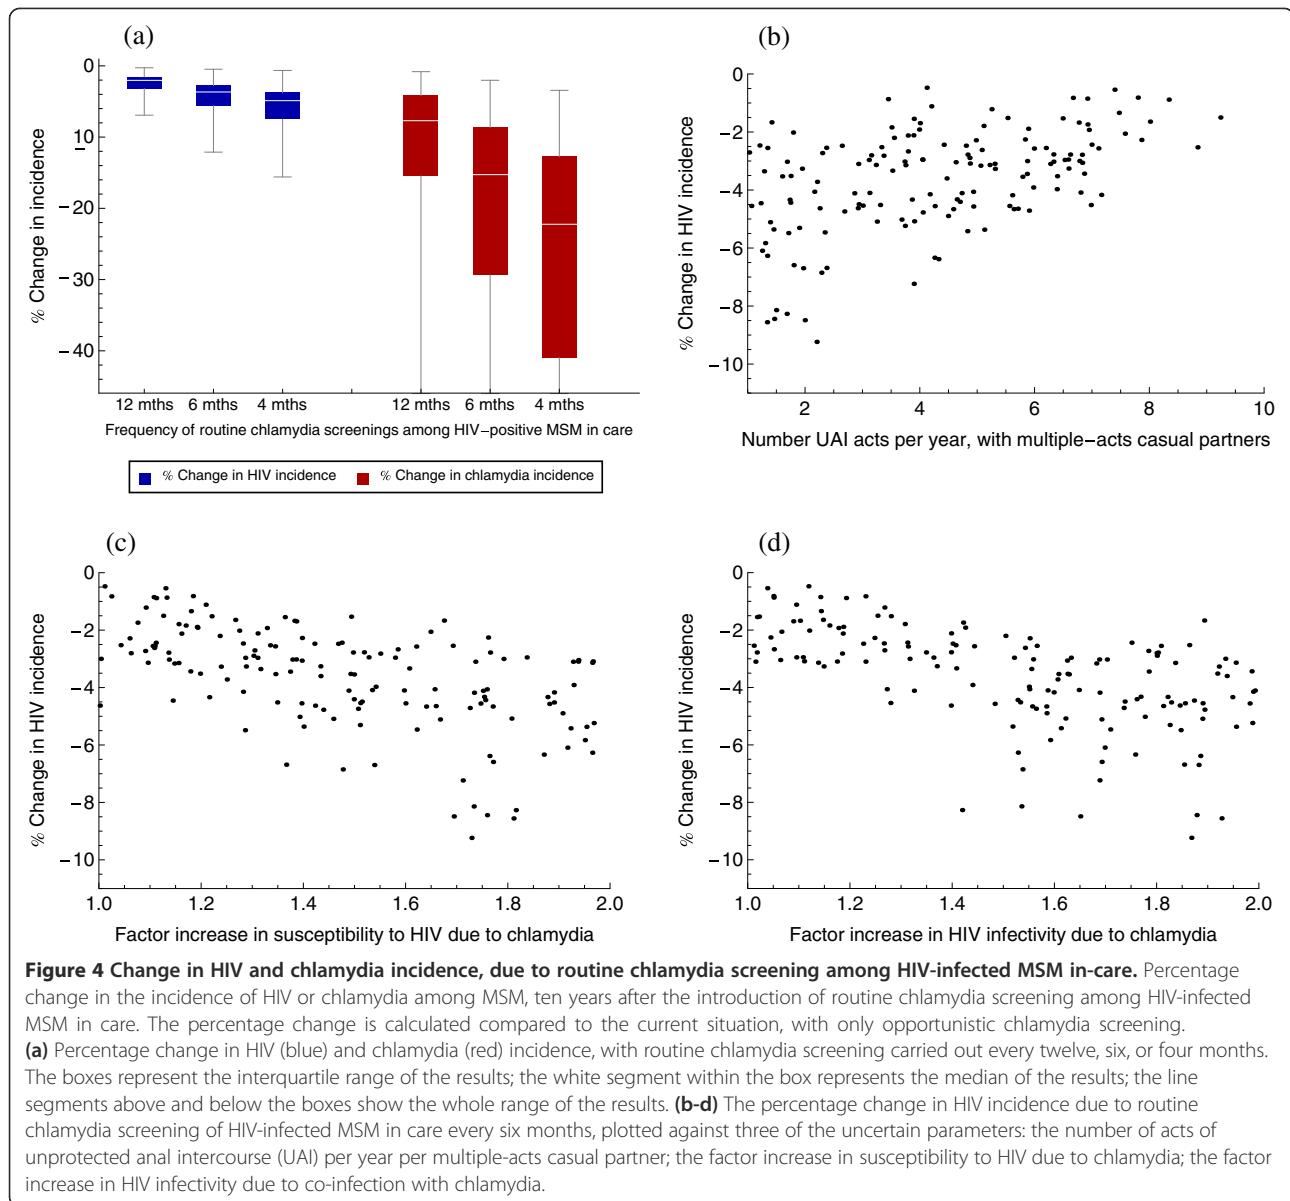 (a)
0
10
−20
−30
−40
% Change in incidence
12 mths 6 mths 4 mths 12 mths 6 mths 4 mths
Frequency of routine chlamydia screenings among HIV−positive MSM in care
% Change in HIV incidence % Change in chlamydia incidence
(b)
0
−2
−4
−6
−8
−10
% Change in HIV incidence
2 4 6 8 10
Number UAI acts per year, with multiple−acts casual partners
(c)
0
−2
−4
−6
−8
−10
% Change in HIV incidence
1.0 1.2 1.4 1.6 1.8 2.0
Factor increase in susceptibility to HIV due to chlamydia
(d)
0
−2
−4
−6
−8
−10
% Change in HIV incidence
1.0 1.2 1.4 1.6 1.8 2.0
Factor increase in HIV infectivity due to chlamydia
Figure 4 Change in HIV and chlamydia incidence, due to routine chlamydia screening among HIV-infected MSM in-care. Percentage
change in the incidence of HIV or chlamydia among MSM, ten years after the introduction of routine chlamydia screening among HIV-infected
MSM in care. The percentage change is calculated compared to the current situation, with only opportunistic chlamydia screening.
(a) Percentage change in HIV (blue) and chlamydia (red) incidence, with routine chlamydia screening carried out every twelve, six, or four months.
The boxes represent the interquartile range of the results; the white segment within the box represents the median of the results; the line
segments above and below the boxes show the whole range of the results. (b-d) The percentage change in HIV incidence due to routine
chlamydia screening of HIV-infected MSM in care every six months, plotted against three of the uncertain parameters: the number of acts of
unprotected anal intercourse (UAI) per year per multiple-acts casual partner; the factor increase in susceptibility to HIV due to chlamydia; the factor
increase in HIV infectivity due to co-infection with chlamydia.